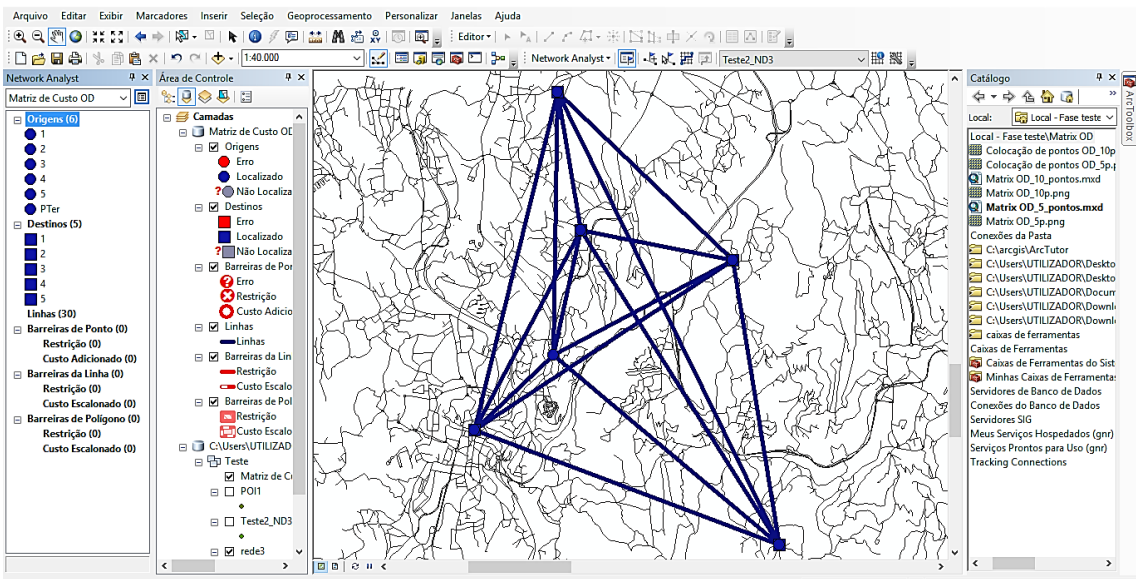 Arquivo Editar Exibir Marcadores Inserir Seleção Geoprocessamento Personalizar Janelas Ajuda
Editor
1:40.000
Network Analyst
Teste2_ND3
Network Analyst
Matriz de Custo OD
Origens (6)
1
2
3
4
5
PTer
Destinos (5)
1
2
3
4
5
Linhas (30)
Barreiras de Ponto (0)
Restrição (0)
Custo Adicionado (0)
Barreiras da Linha (0)
Restrição (0)
Custo Escalonado (0)
Barreiras de Polígono (0)
Restrição (0)
Custo Escalonado (0)
Área de Controle
Camadas
Matriz de Custo OD
Origens
Erro
Localizado
? Não Localiza
Destinos
Erro
Localizado
? Não Localiza
Barreiras de Por
Erro
Restrição
Custo Adicio
Linhas
Linhas
Barreiras da Lin
Restrição
Custo Escalo
Barreiras de Pol
Restrição
Custo Escalo
C:\Users\UTILIZAD
Teste
Matriz de Cu
POI1
Teste2_ND3
rede3
Catálogo
Local: Local - Fase teste
Local - Fase teste\Matrix OD
Colocação de pontos OD_10p
Colocação de pontos OD_5p.p
Matrix OD_10_pontos.mxd
Matrix OD_10p.png
Matrix OD_5_pontos.mxd
Matrix OD_5p.png
Conexões da Pasta
C:\arcgis\ArcTutor
C:\Users\UTILIZADOR\Deskto
C:\Users\UTILIZADOR\Deskto
C:\Users\UTILIZADOR\Docum
C:\Users\UTILIZADOR\Downl
C:\Users\UTILIZADOR\Downl
caixas de ferramentas
Caixas de Ferramentas
Caixas de Ferramentas do Sist
Minhas Caixas de Ferramentas
Servidores de Banco de Dados
Conexões do Banco de Dados
Servidores SIG
Meus Serviços Hospedados (gnr)
Serviços Prontos para Uso (gnr)
Tracking Connections
ArcToolbox